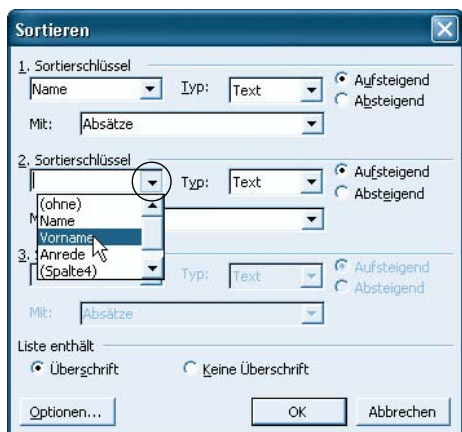 Sortieren
1. Sortierschlüssel
Name Typ: Text Aufsteigend
Absteigend
Mit: Absätze
2. Sortierschlüssel
Typ: Text Aufsteigend
Absteigend
(ohne)
M Name
Vorname
3. Anrede
(Spalte4)
Typ: Text Aufsteigend
Absteigend
Mit: Absätze
Liste enthält
Überschrift Keine Überschrift
Optionen... OK Abbrechen